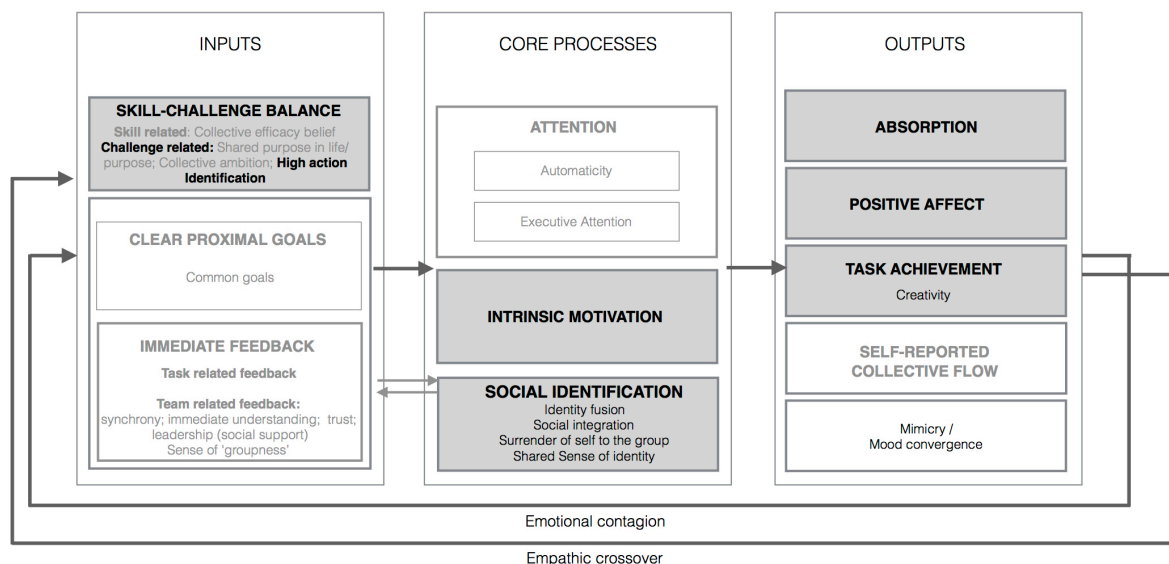 INPUTS
SKILL-CHALLENGE BALANCE
Skill related: Collective efficacy belief
Challenge related: Shared purpose in life/
purpose; Collective ambition; High action
Identification
CLEAR PROXIMAL GOALS
Common goals
IMMEDIATE FEEDBACK
Task related feedback
Team related feedback:
synchrony; immediate understanding; trust;
leadership (social support)
Sense of ‘groupness’
CORE PROCESSES
ATTENTION
Automaticity
Executive Attention
INTRINSIC MOTIVATION
SOCIAL IDENTIFICATION
Identity fusion
Social integration
Surrender of self to the group
Shared Sense of identity
OUTPUTS
ABSORPTION
POSITIVE AFFECT
TASK ACHIEVEMENT
Creativity
SELF-REPORTED
COLLECTIVE FLOW
Mimicry /
Mood convergence
Emotional contagion
Empathic crossover